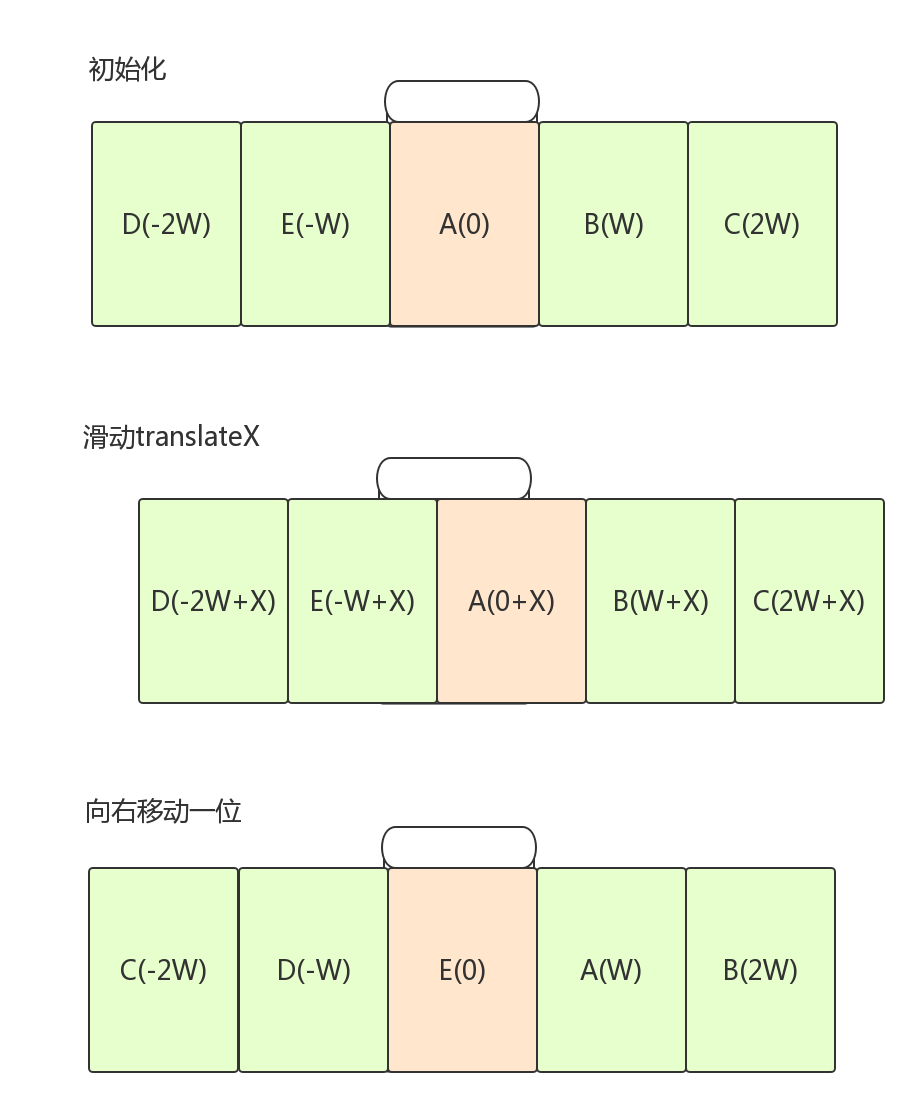 初始化
D(-2W) E(-W) A(0) B(W) C(2W)
滑动translateX
D(-2W+X) E(-W+X) A(0+X) B(W+X) C(2W+X)
向右移动一位
C(-2W) D(-W) E(0) A(W) B(2W)